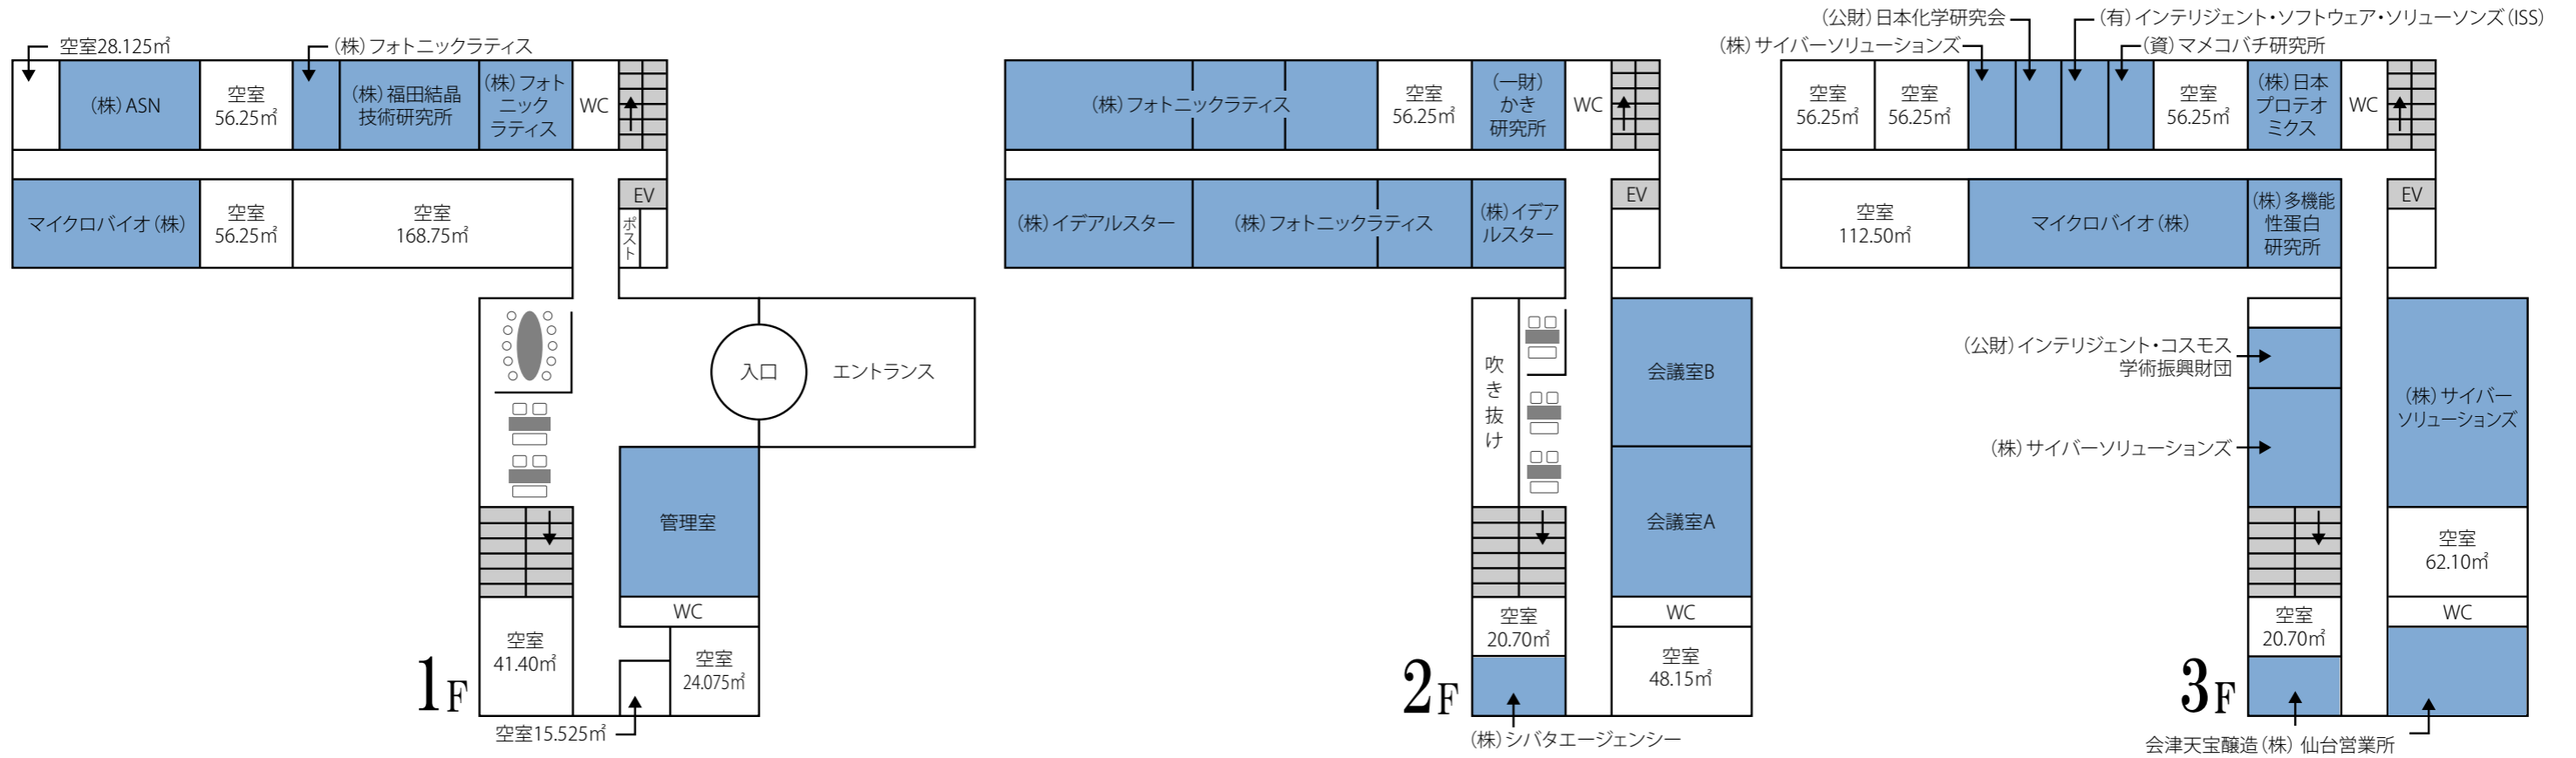 空室28.125㎡
(株)フォトニックラティス
(株)ASN
空室
56.25㎡
(株)福田結晶
技術研究所
(株)フォト
ニック
ラティス
WC
マイクロバイオ(株)
空室
56.25㎡
空室
168.75㎡
EV
ポスト
入口
エントランス
管理室
WC
空室
41.40㎡
空室
24.075㎡
空室15.525㎡
1F
(株)フォトニックラティス
空室
56.25㎡
(一財)
かき
研究所
WC
(株)イデアルスター
(株)フォトニックラティス
(株)イデア
ルスター
EV
吹き抜け
会議室B
会議室A
WC
空室
20.70㎡
空室
48.15㎡
2F
(株)シバタエージェンシー
(公財)日本化学研究会
(有)インテリジェント・ソフトウェア・ソリューソンズ(ISS)
(株)サイバーソリューションズ
(資)マメコバチ研究所
空室
56.25㎡
空室
56.25㎡
空室
56.25㎡
(株)日本
プロテオ
ミクス
WC
空室
112.50㎡
マイクロバイオ(株)
(株)多機能
性蛋白
研究所
EV
(公財)インテリジェント・コスモス
学術振興財団
(株)サイバーソリューションズ
(株)サイバー
ソリューションズ
空室
62.10㎡
WC
空室
20.70㎡
3F
会津天宝醸造(株)仙台営業所